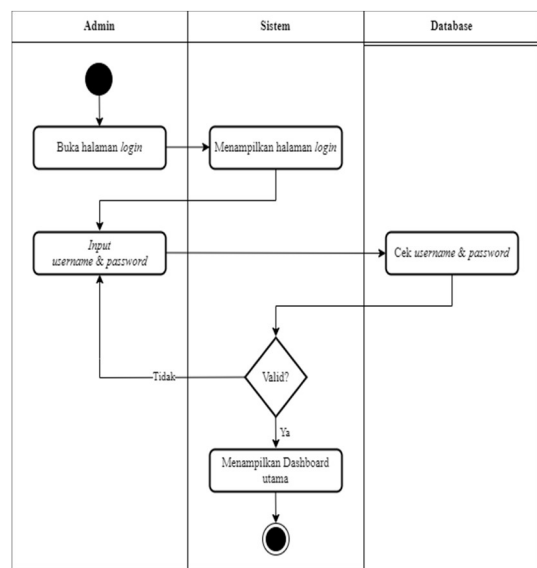 Admin
Sistem
Database
Buka halaman login
Menampilkan halaman login
Input
username & password
Cek username & password
Valid?
Tidak
Ya
Menampilkan Dashboard
utama